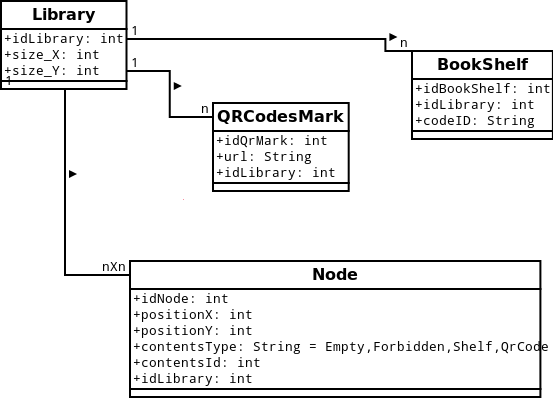 Library
+idLibrary: int
+size_X: int
+size_Y: int
1
1
1
n
BookShelf
+idBookShelf: int
+idLibrary: int
+codeID: String
n
QRCodesMark
+idQrMark: int
+url: String
+idLibrary: int
nXn
Node
+idNode: int
+positionX: int
+positionY: int
+contentsType: String = Empty,Forbidden,Shelf,QrCode
+contentsId: int
+idLibrary: int